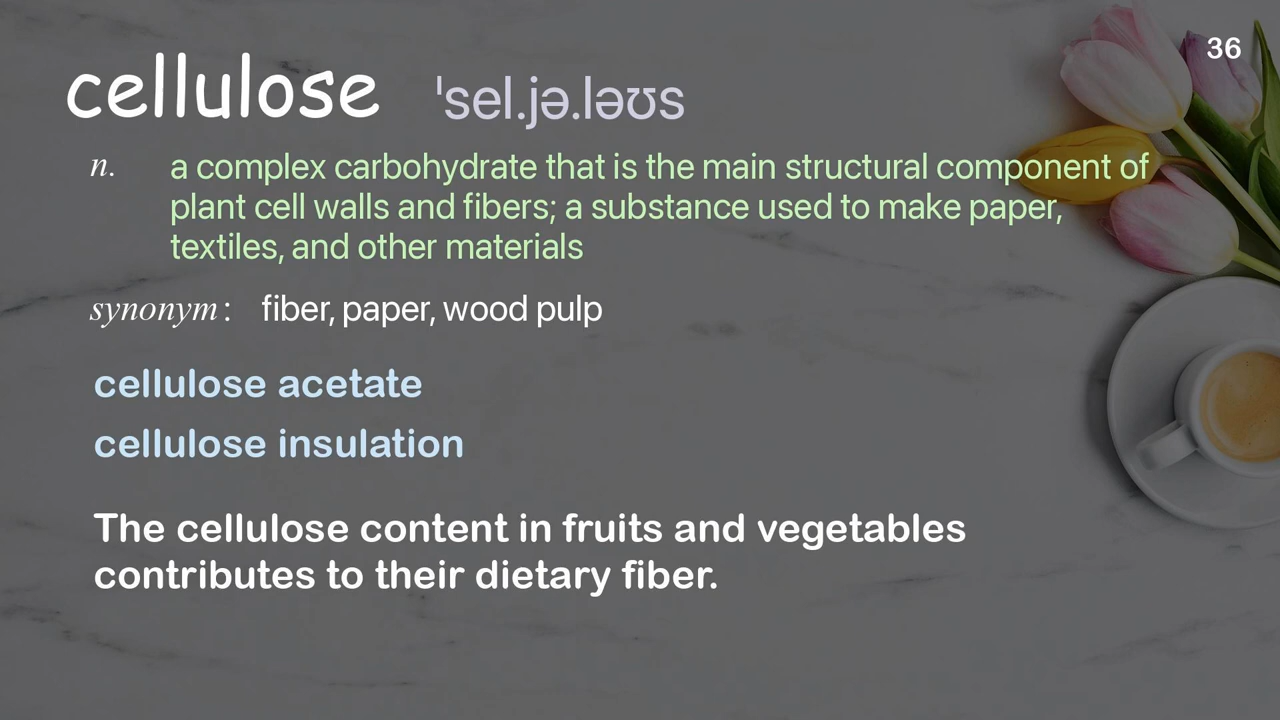 36
cellulose ˈsel.jə.ləʊs
n. a complex carbohydrate that is the main structural component of
plant cell walls and fibers; a substance used to make paper,
textiles, and other materials
synonym: fiber, paper, wood pulp
cellulose acetate
cellulose insulation
The cellulose content in fruits and vegetables
contributes to their dietary fiber.